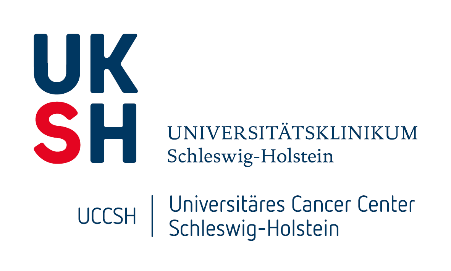 UK
SH
UNIVERSITÄTSKLINIKUM
Schleswig-Holstein
UCCSH
Universitäres Cancer Center
Schleswig-Holstein